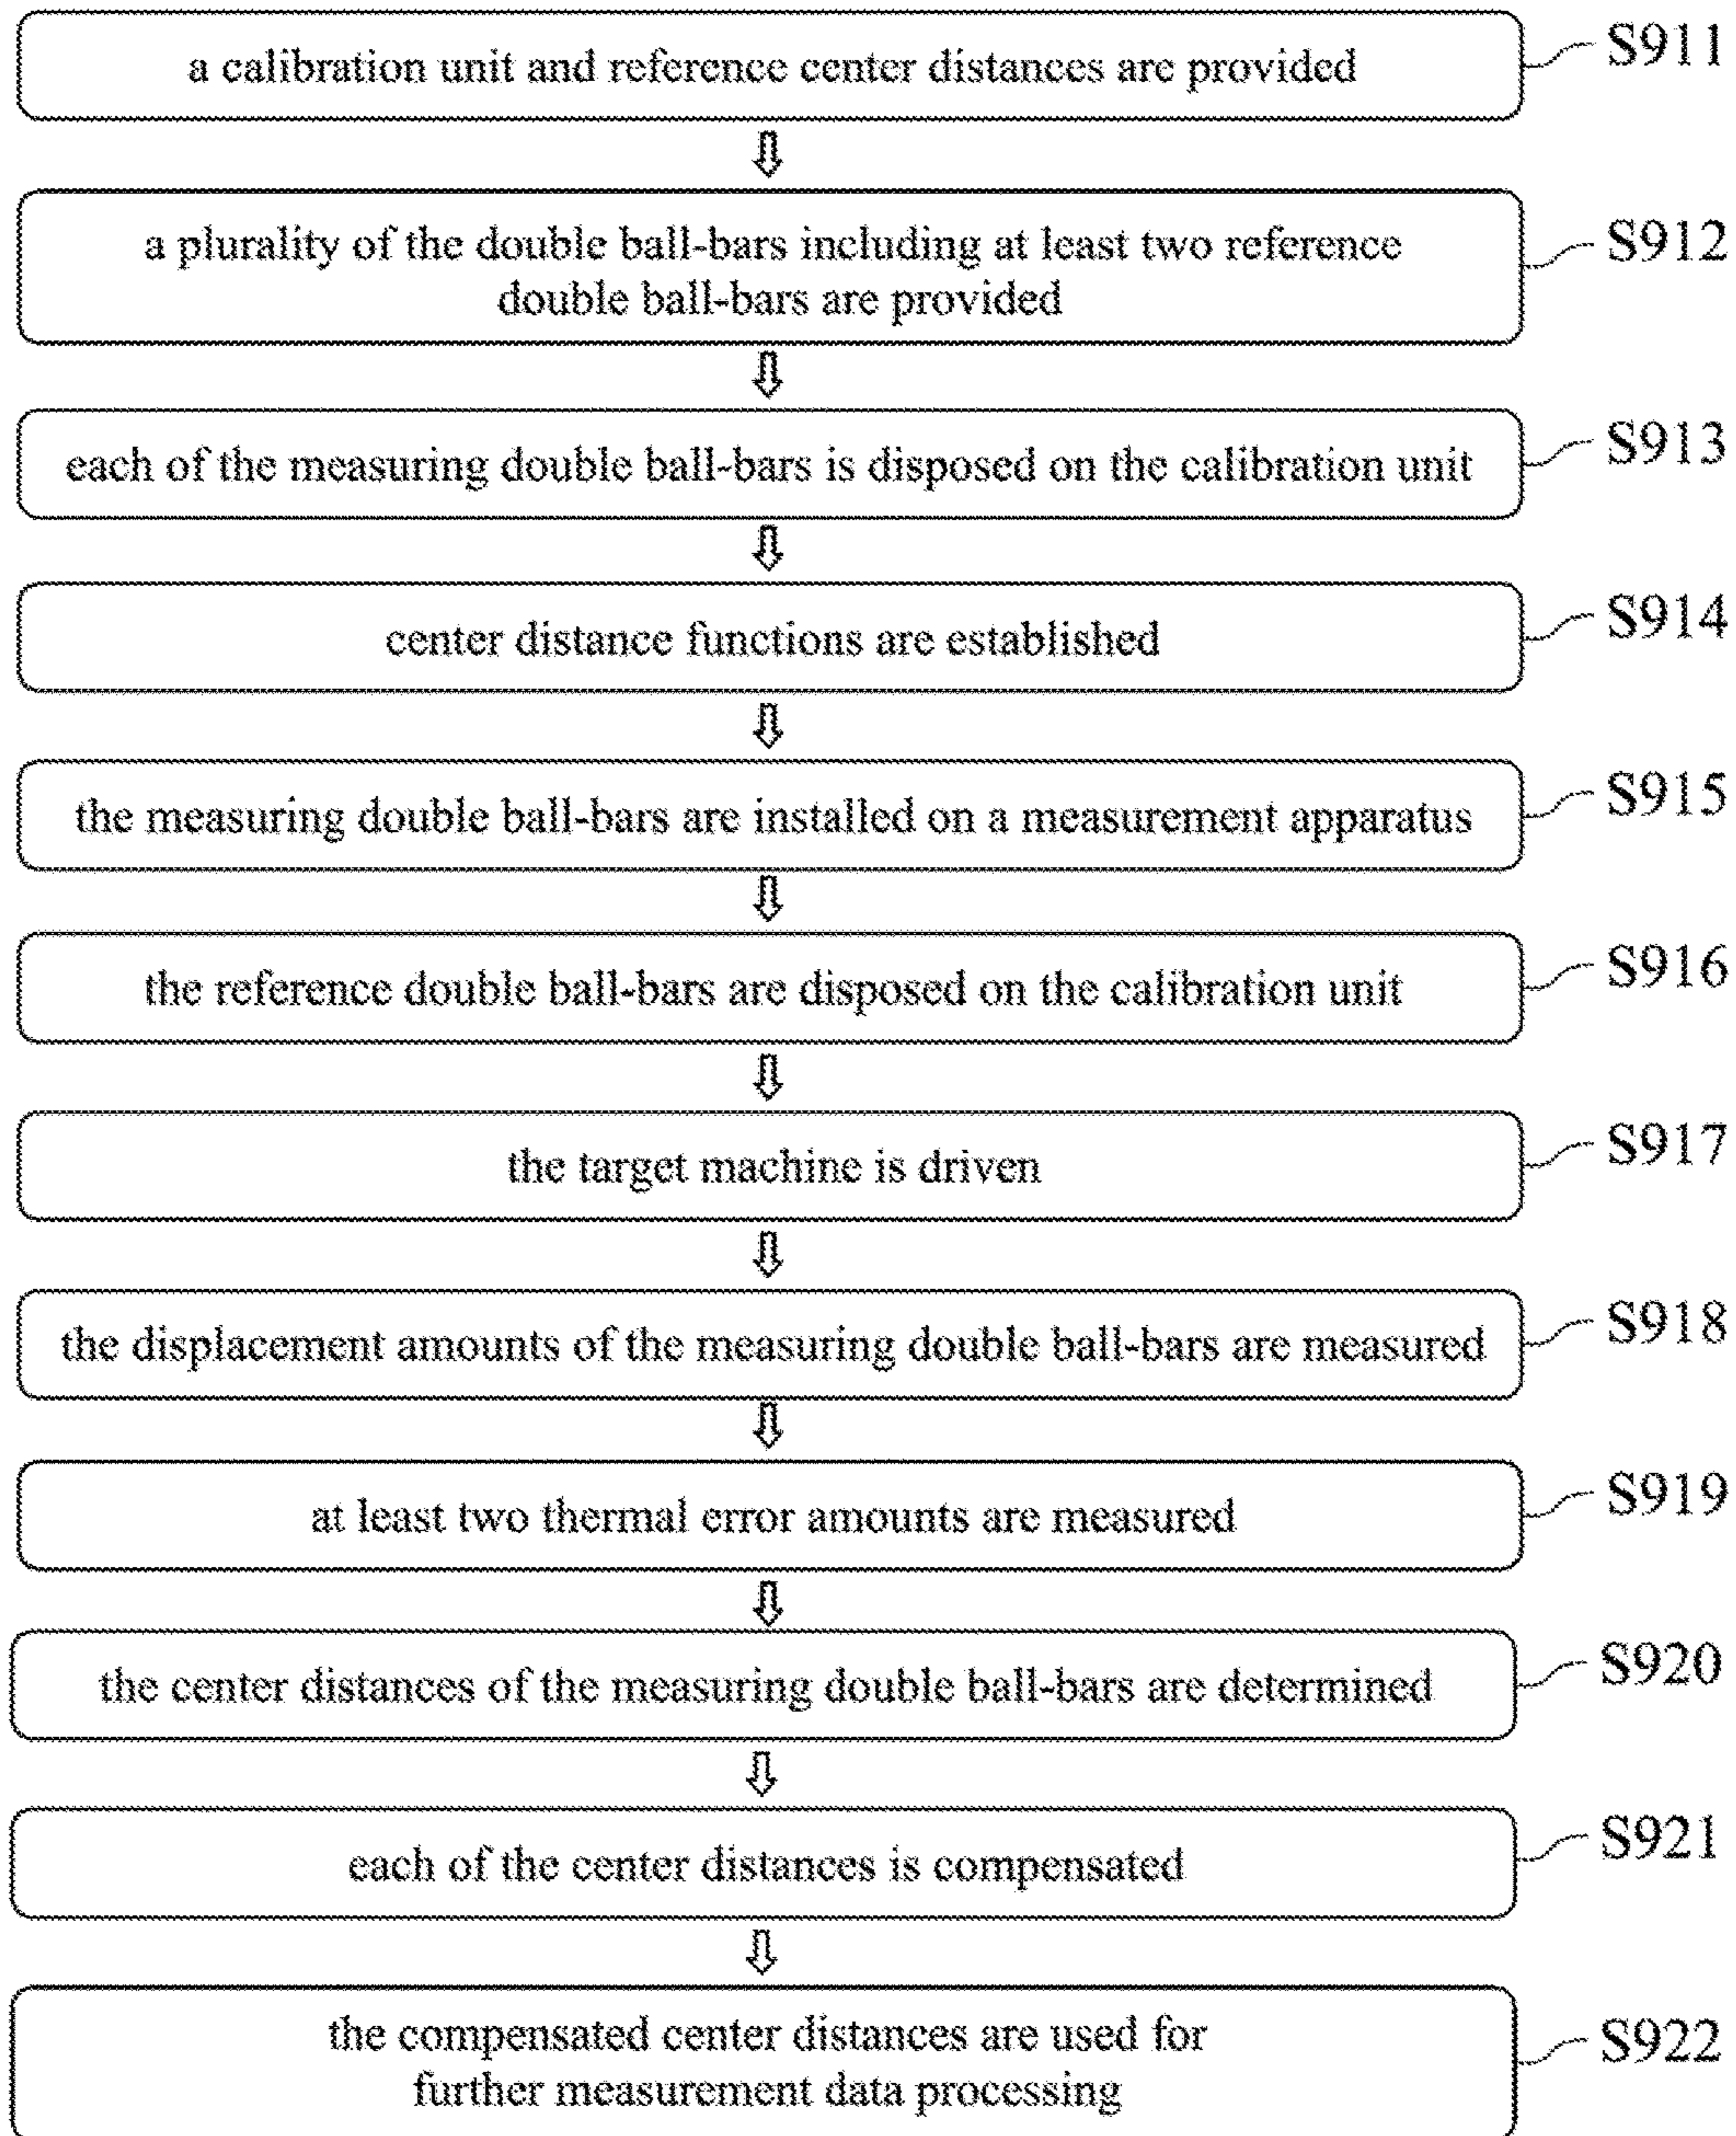 a calibration unit and reference center distances are provided
S911
a plurality of the double ball-bars including at least two reference
double ball-bars are provided
S912
each of the measuring double ball-bars is disposed on the calibration unit
S913
center distance functions are established
S914
the measuring double ball-bars are installed on a measurement apparatus
S915
the reference double ball-bars are disposed on the calibration unit
S916
the target machine is driven
S917
the displacement amounts of the measuring double ball-bars are measured
S918
at least two thermal error amounts are measured
S919
the center distances of the measuring double ball-bars are determined
S920
each of the center distances is compensated
S921
the compensated center distances are used for
further measurement data processing
S922